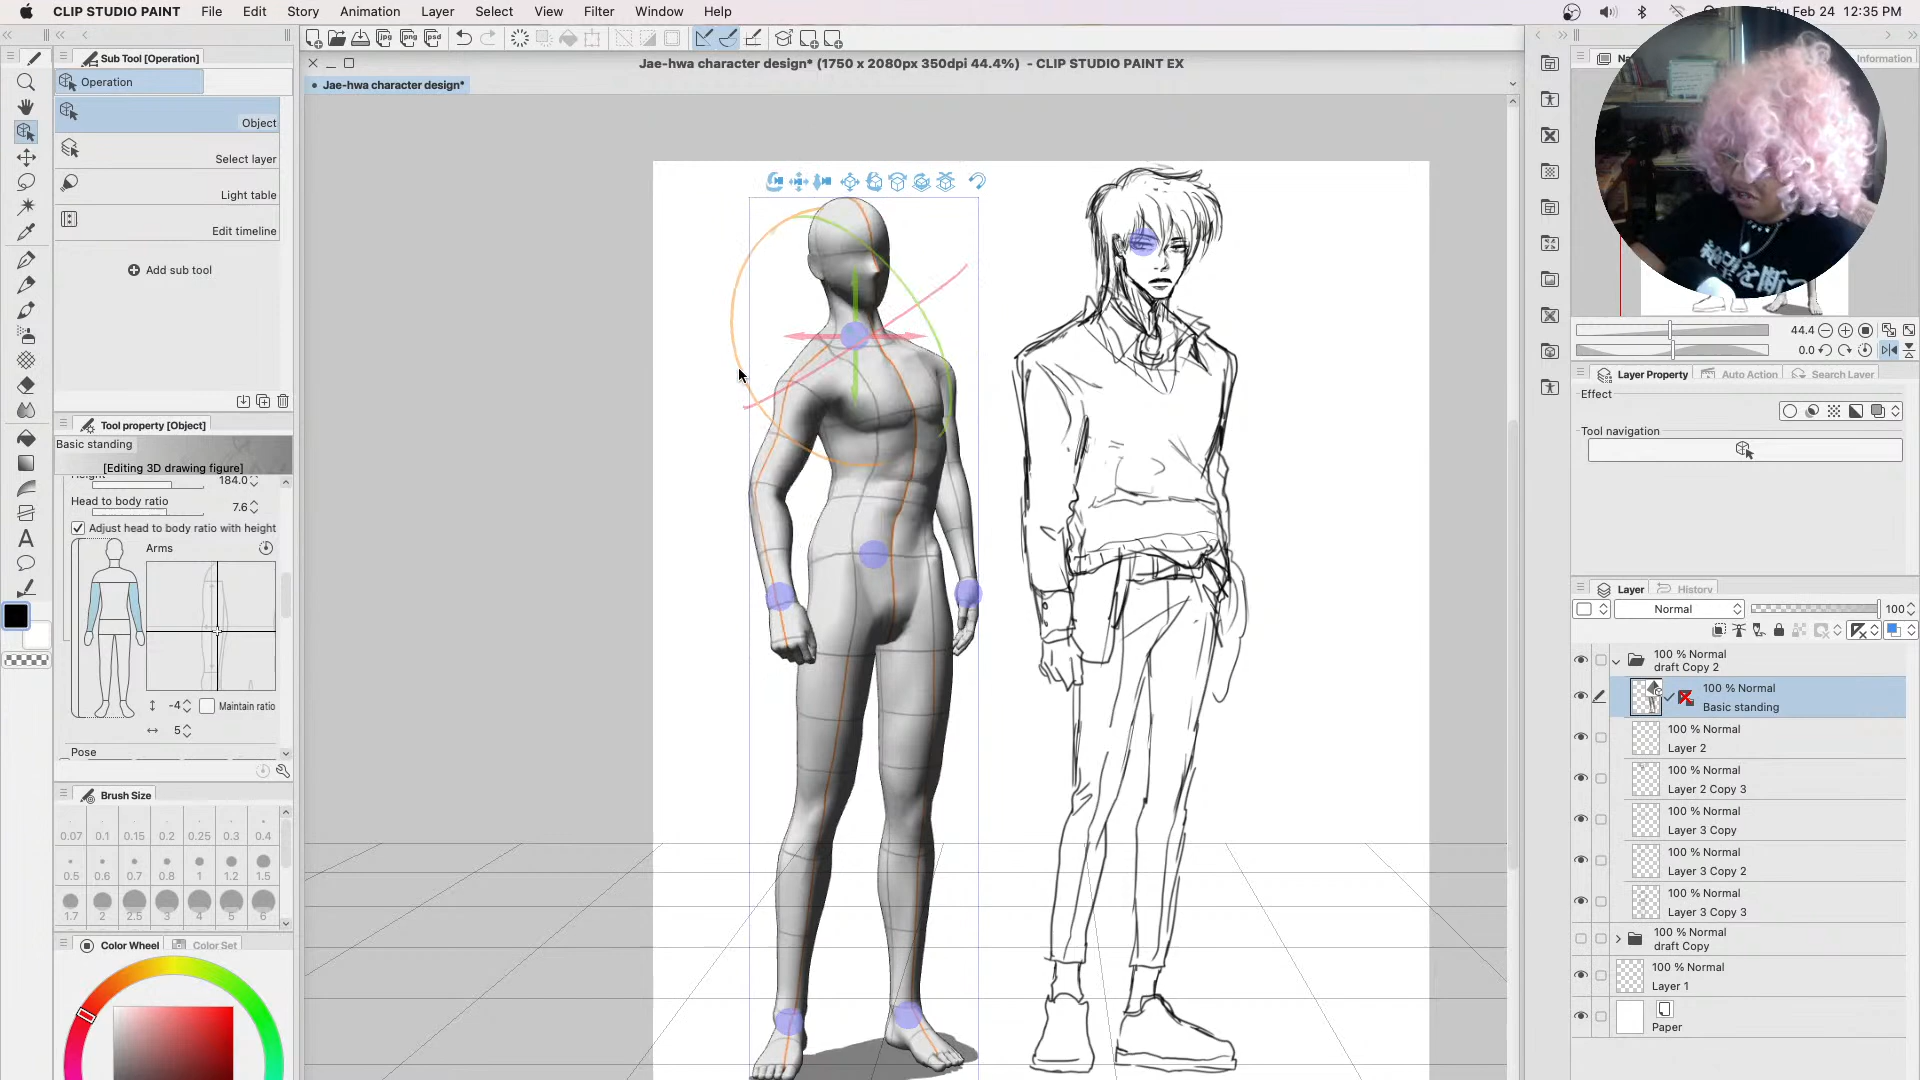 CLIP STUDIO PAINT File Edit Story Animation Layer Select View Filter Window Help
Thu Feb 24 12:35 PM
Jae-hwa character design* (1750 x 2080px 350dpi 44.4%) - CLIP STUDIO PAINT EX
Jae-hwa character design*
Sub Tool [Operation]
Operation
Object
Select layer
Light table
Edit timeline
Add sub tool
Tool property [Object]
Basic standing
[Editing 3D drawing figure]
Height 184.0
Head to body ratio 7.6
Adjust head to body ratio with height
Arms
-4 Maintain ratio
5
Pose
Brush Size
0.07 0.1 0.15 0.2 0.25 0.3 0.4
0.5 0.6 0.7 0.8 1 1.2 1.5
1.7 2 2.5 3 4 5 6
Color Wheel Color Set
Information
44.4
0.0
Layer Property Auto Action Search Layer
Effect
Tool navigation
Layer History
Normal 100
100 % Normal
draft Copy 2
100 % Normal
Basic standing
100 % Normal
Layer 2
100 % Normal
Layer 2 Copy 3
100 % Normal
Layer 3 Copy
100 % Normal
Layer 3 Copy 2
100 % Normal
Layer 3 Copy 3
100 % Normal
draft Copy
100 % Normal
Layer 1
Paper